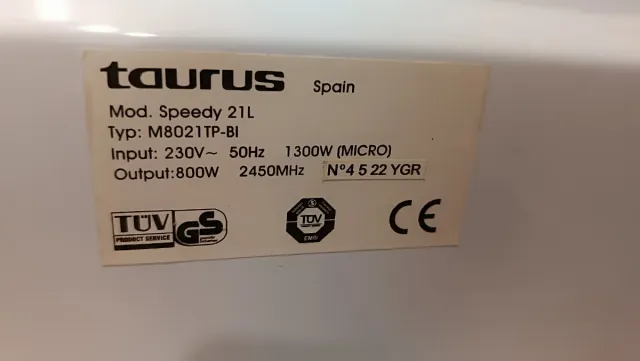 taurus Spain
Mod. Speedy 21L
Typ: M8021TP-BI
Input: 230V~ 50Hz 1300W (MICRO)
Output:800W 2450MHz Nº4 5 22 YGR
TÜV GS
PRODUCT SERVICE
TÜV
CE